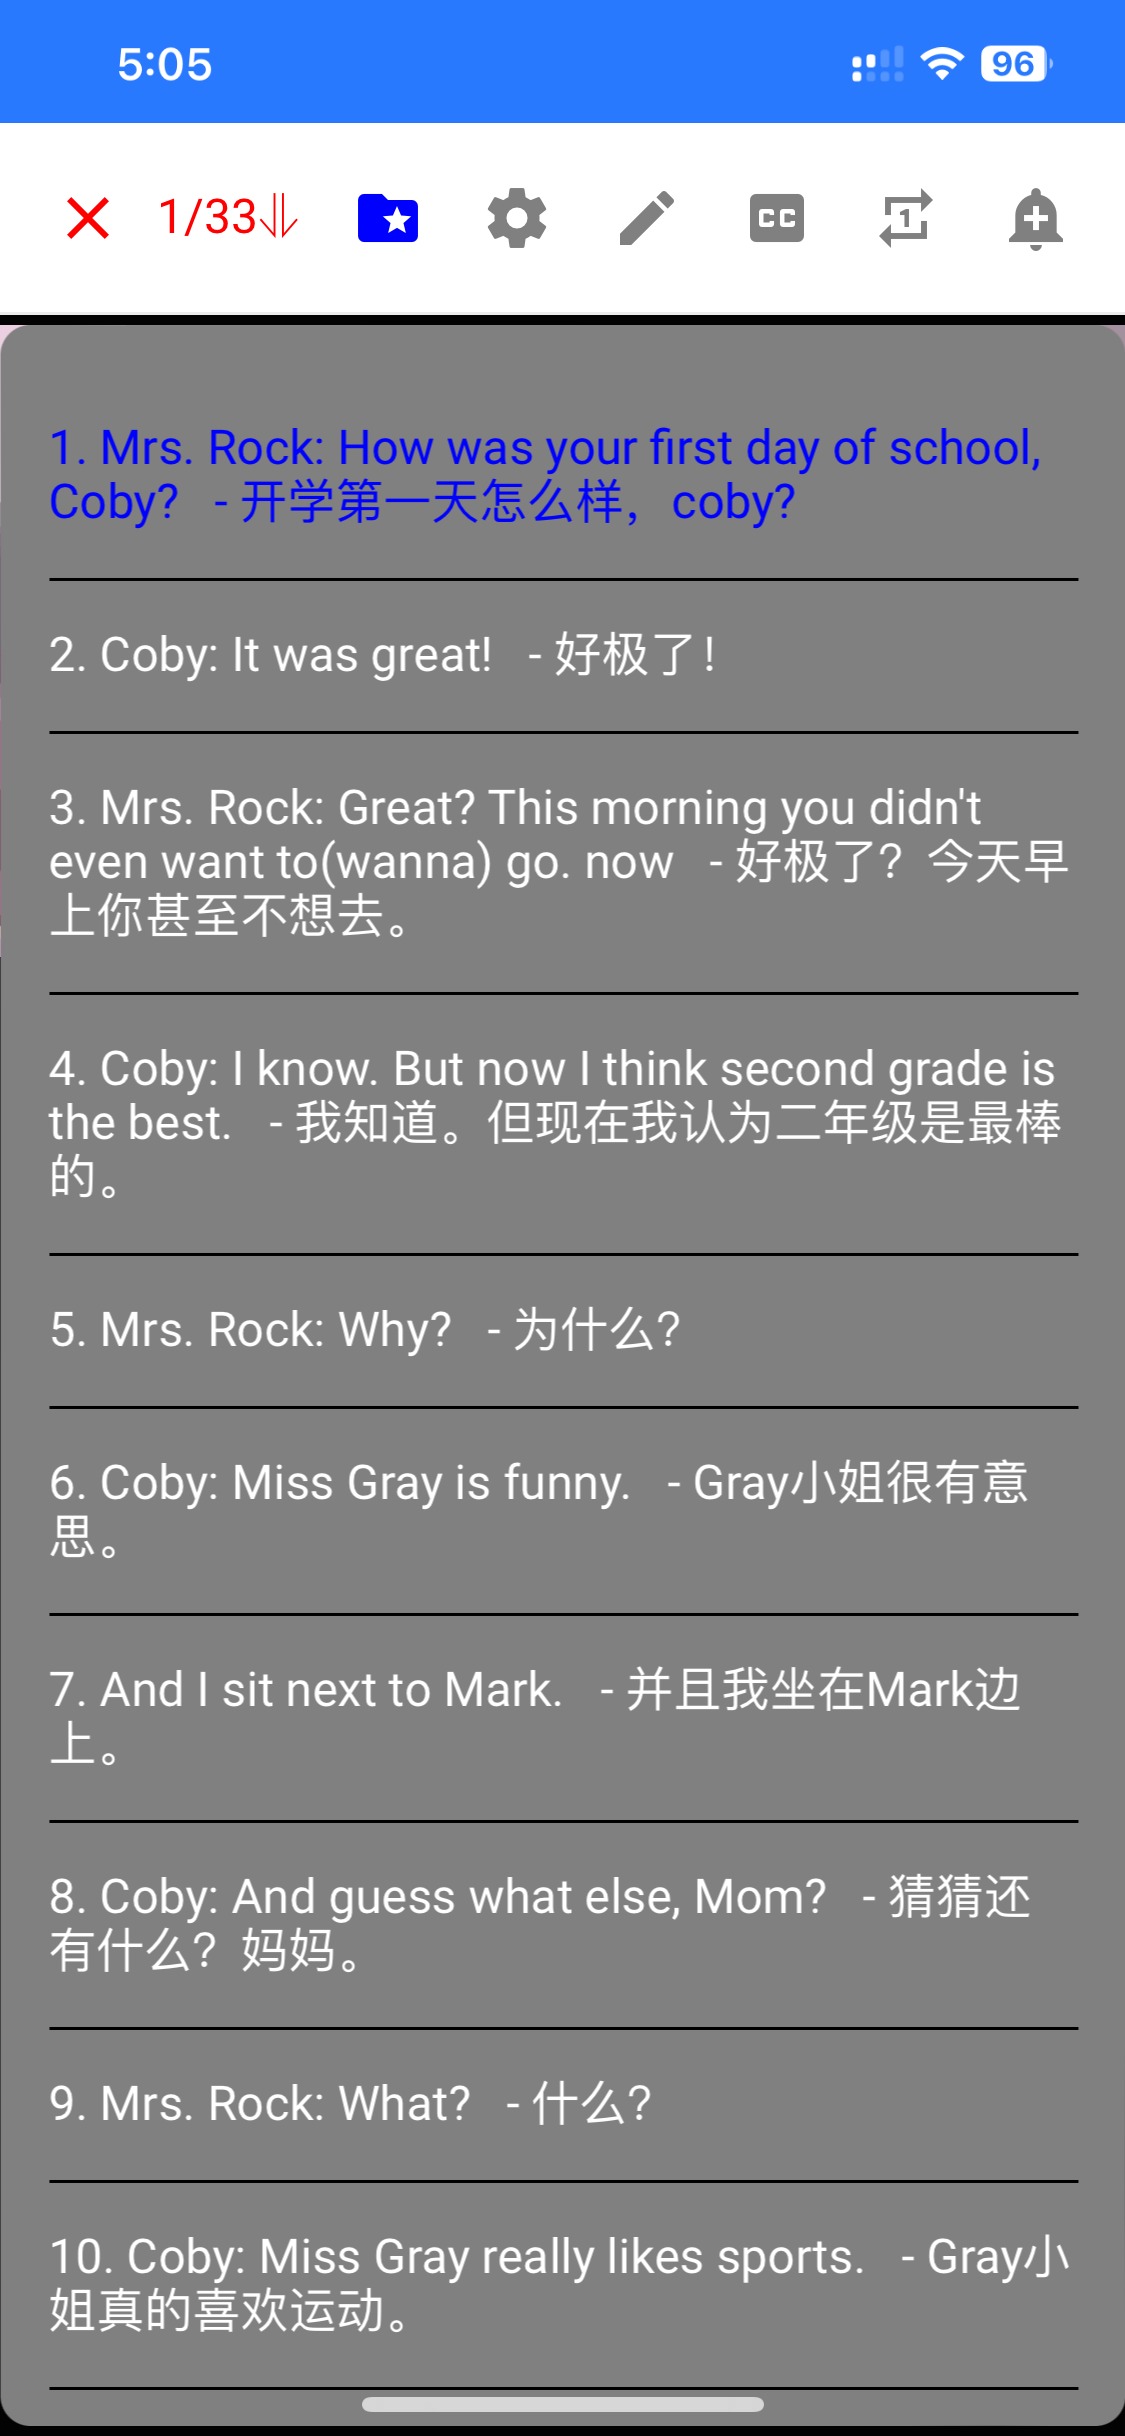 5:05
96
1/33
CC
1
1. Mrs. Rock: How was your first day of school,
Coby? - 开学第一天怎么样，coby?
2. Coby: It was great! - 好极了！
3. Mrs. Rock: Great? This morning you didn't
even want to(wanna) go. now - 好极了？今天早
上你甚至不想去。
4. Coby: I know. But now I think second grade is
the best. - 我知道。但现在我认为二年级是最棒
的。
5. Mrs. Rock: Why? - 为什么?
6. Coby: Miss Gray is funny. - Gray小姐很有意
思。
7. And I sit next to Mark. - 并且我坐在Mark边
上。
8. Coby: And guess what else, Mom? - 猜猜还
有什么？妈妈。
9. Mrs. Rock: What? - 什么?
10. Coby: Miss Gray really likes sports. - Gray小
姐真的喜欢运动。